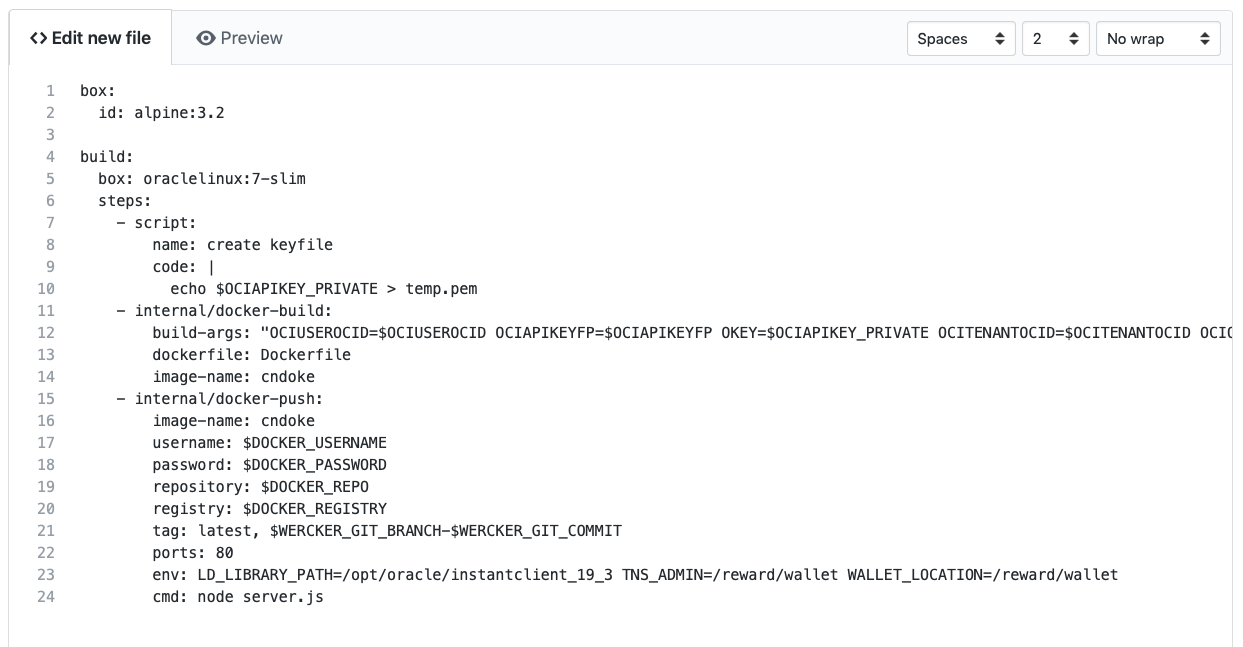 Edit new file Preview Spaces 2 No wrap
1 box:
2   id: alpine:3.2
3
4 build:
5   box: oraclelinux:7-slim
6   steps:
7     - script:
8         name: create keyfile
9         code: |
10           echo $OCIAPIKEY_PRIVATE > temp.pem
11     - internal/docker-build:
12         build-args: "OCIUSEROCID=$OCIUSEROCID OCIAPIKEYFP=$OCIAPIKEYFP OKEY=$OCIAPIKEY_PRIVATE OCITENANTOCID=$OCITENANTOCID
13         dockerfile: Dockerfile
14         image-name: cndoke
15     - internal/docker-push:
16         image-name: cndoke
17         username: $DOCKER_USERNAME
18         password: $DOCKER_PASSWORD
19         repository: $DOCKER_REPO
20         registry: $DOCKER_REGISTRY
21         tag: latest, $WERCKER_GIT_BRANCH-$WERCKER_GIT_COMMIT
22         ports: 80
23         env: LD_LIBRARY_PATH=/opt/oracle/instantclient_19_3 TNS_ADMIN=/reward/wallet WALLET_LOCATION=/reward/wallet
24         cmd: node server.js